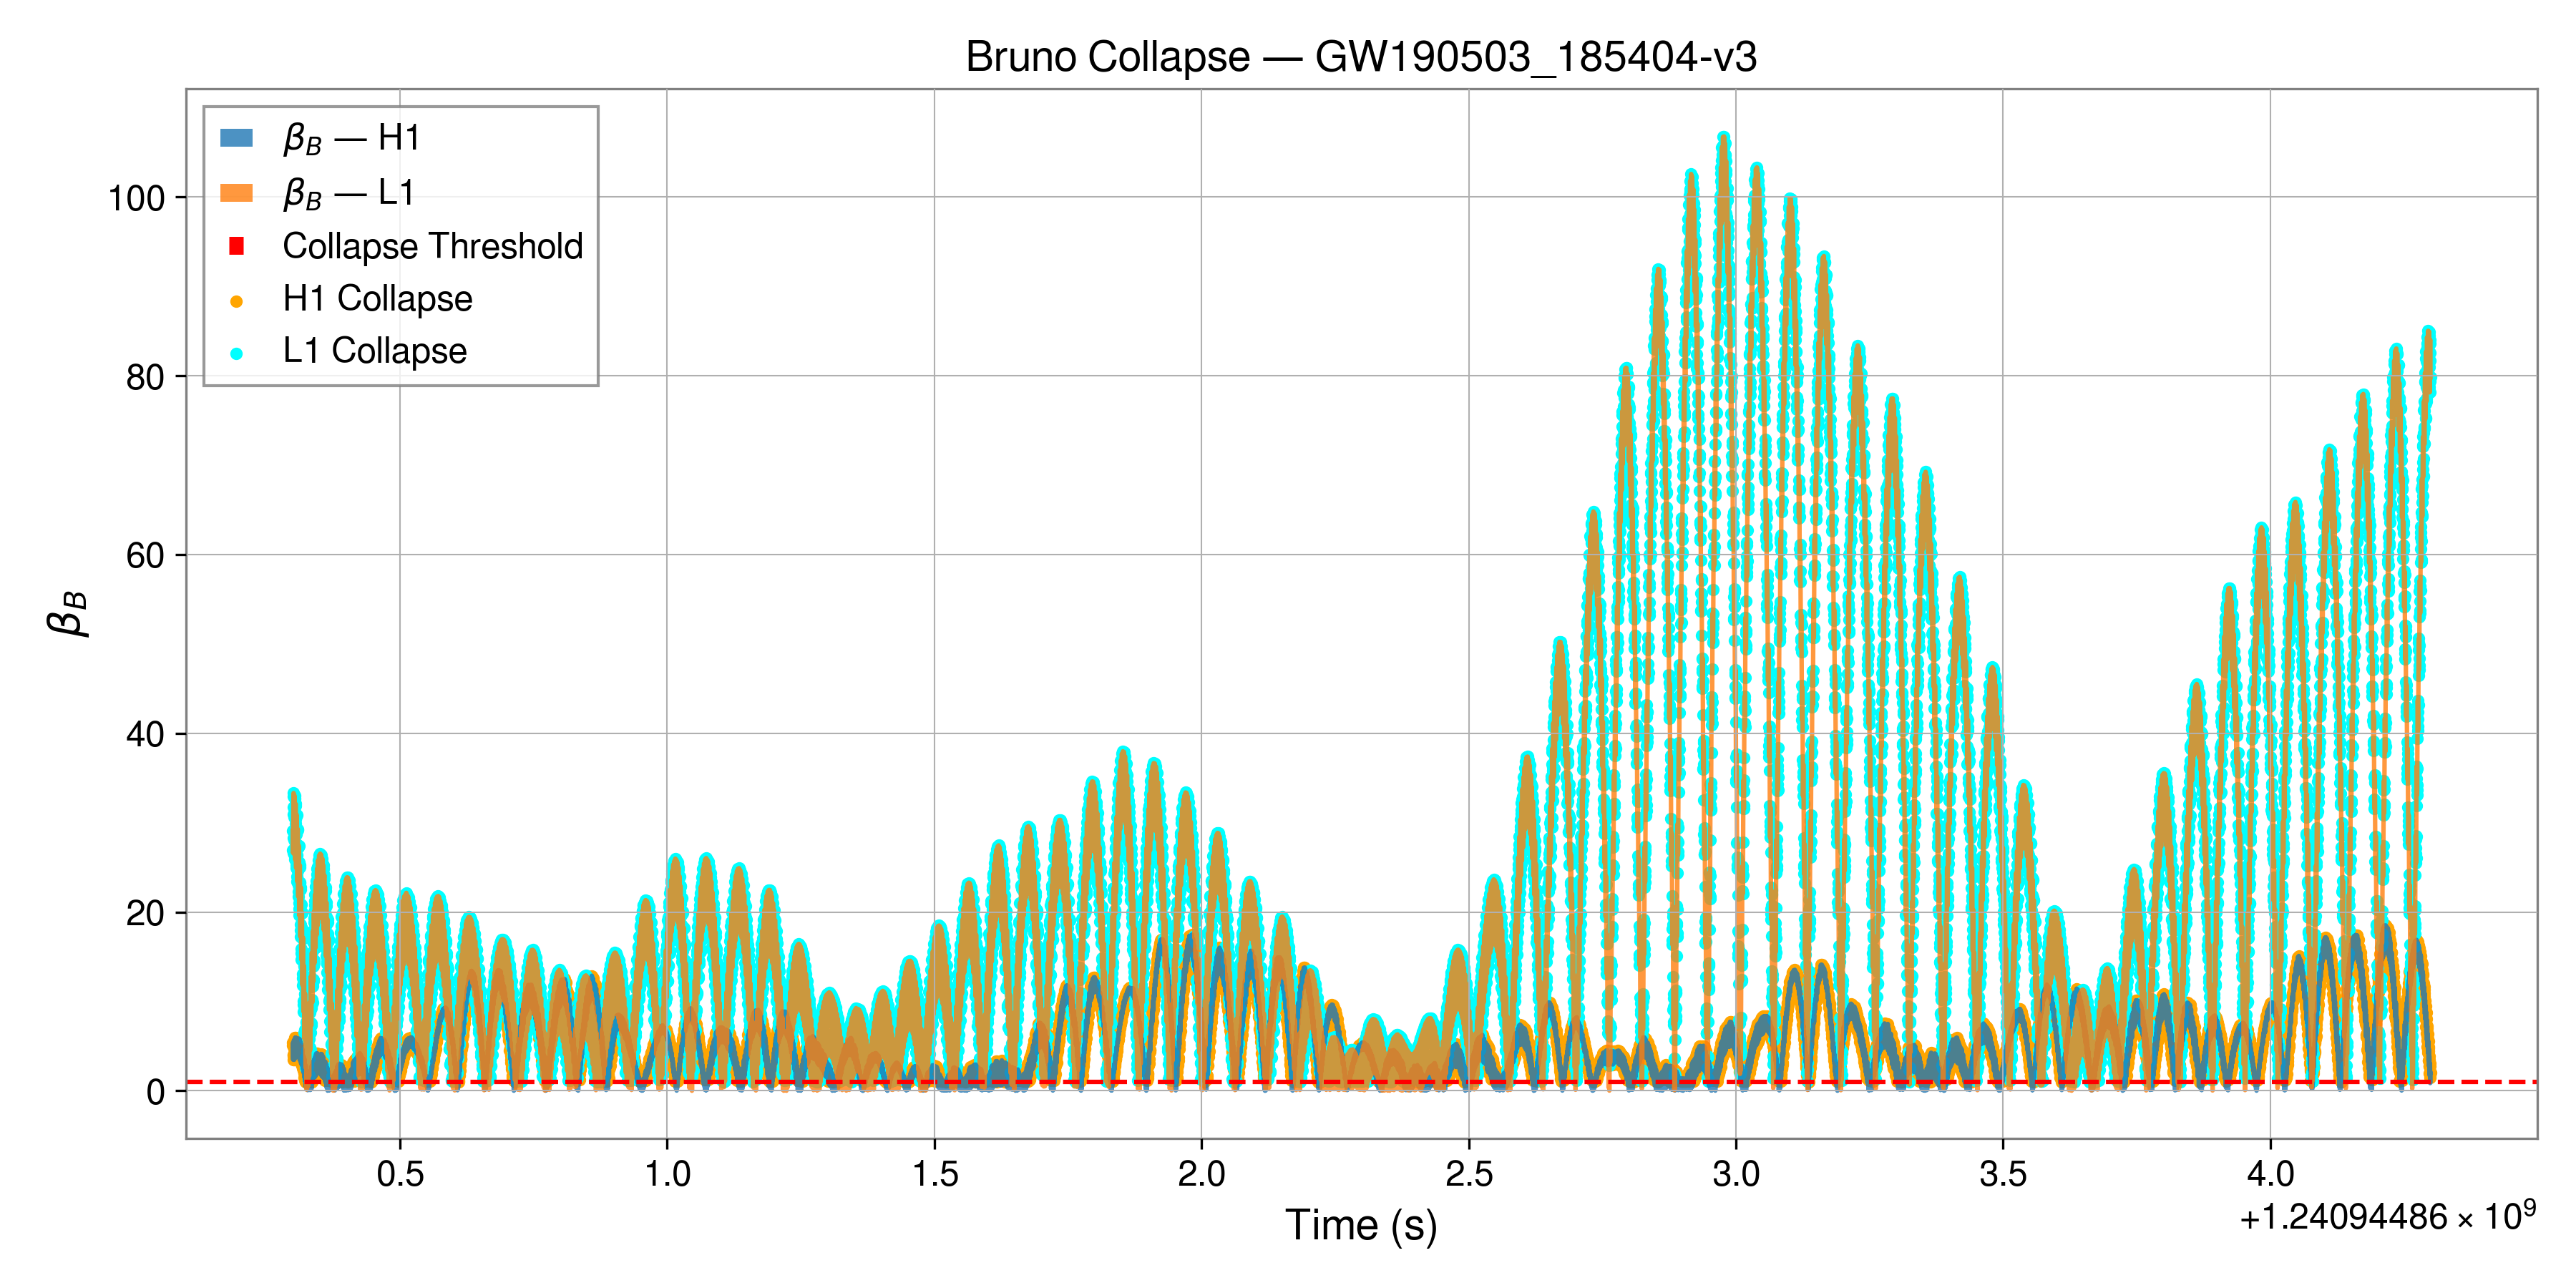 Bruno Collapse — GW190503_185404-v3
β_B — H1
β_B — L1
Collapse Threshold
H1 Collapse
L1 Collapse
β_B
100
80
60
40
20
0
0.5 1.0 1.5 2.0 2.5 3.0 3.5 4.0
+1.24094486 × 10⁹
Time (s)